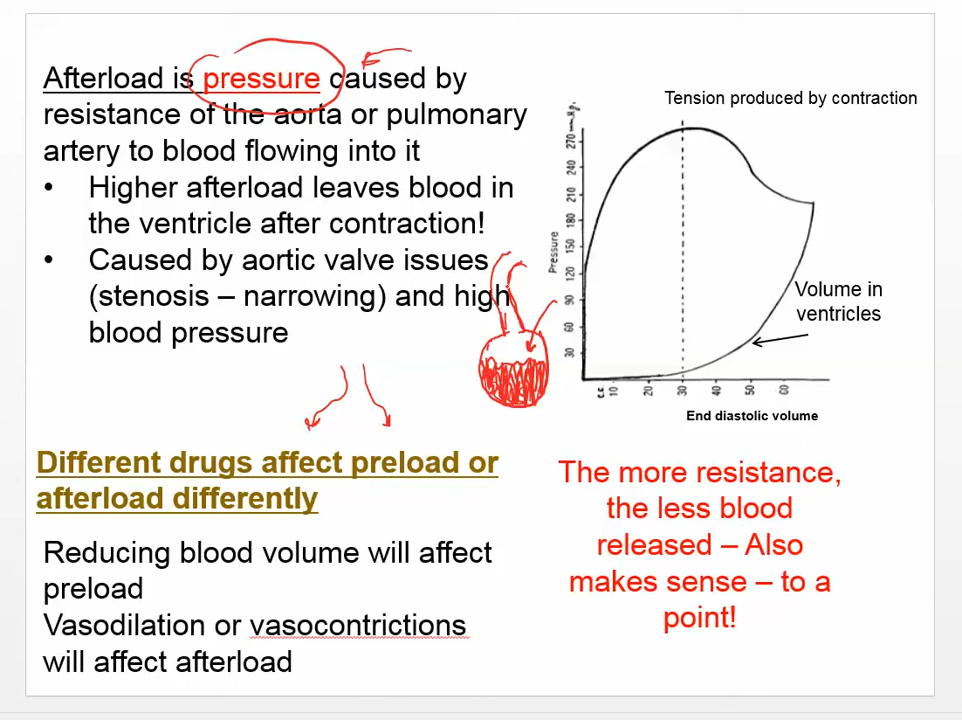 Afterload is pressure caused by
resistance of the aorta or pulmonary
artery to blood flowing into it
• Higher afterload leaves blood in
the ventricle after contraction!
• Caused by aortic valve issues
(stenosis – narrowing) and high
blood pressure
Different drugs affect preload or
afterload differently
Reducing blood volume will affect
preload
Vasodilation or vasocontrictions
will affect afterload
Tension produced by contraction
Pressure
270
240
210
180
150
120
90
60
30
Volume in
ventricles
c.c. 10 20 30 40 50 60
End diastolic volume
The more resistance,
the less blood
released – Also
makes sense – to a
point!